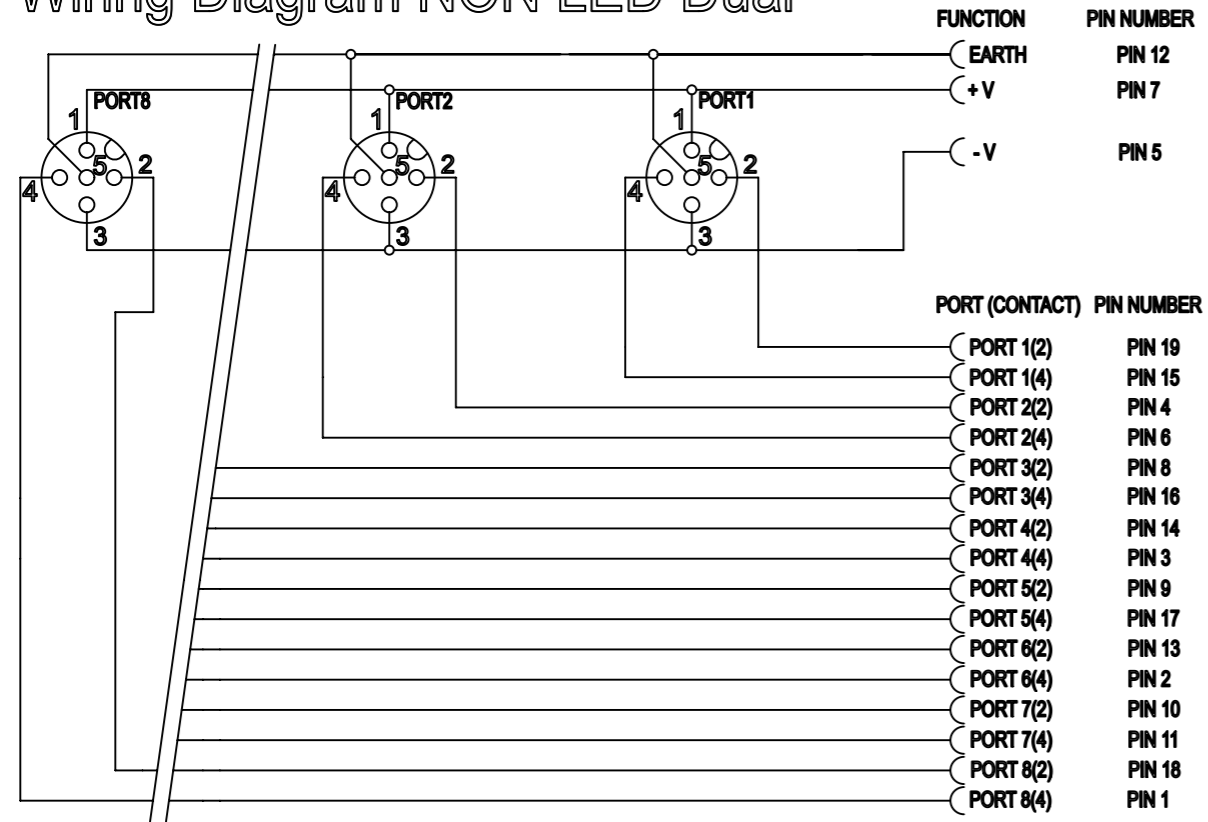 Wiring Diagram NON LED Dual
FUNCTION PIN NUMBER
EARTH PIN 12
+ V PIN 7
- V PIN 5
PORT8 PORT2 PORT1
1 1 1
5 2 5 2 5 2
4 4 4
3 3 3
PORT (CONTACT) PIN NUMBER
PORT 1(2) PIN 19
PORT 1(4) PIN 15
PORT 2(2) PIN 4
PORT 2(4) PIN 6
PORT 3(2) PIN 8
PORT 3(4) PIN 16
PORT 4(2) PIN 14
PORT 4(4) PIN 3
PORT 5(2) PIN 9
PORT 5(4) PIN 17
PORT 6(2) PIN 13
PORT 6(4) PIN 2
PORT 7(2) PIN 10
PORT 7(4) PIN 11
PORT 8(2) PIN 18
PORT 8(4) PIN 1